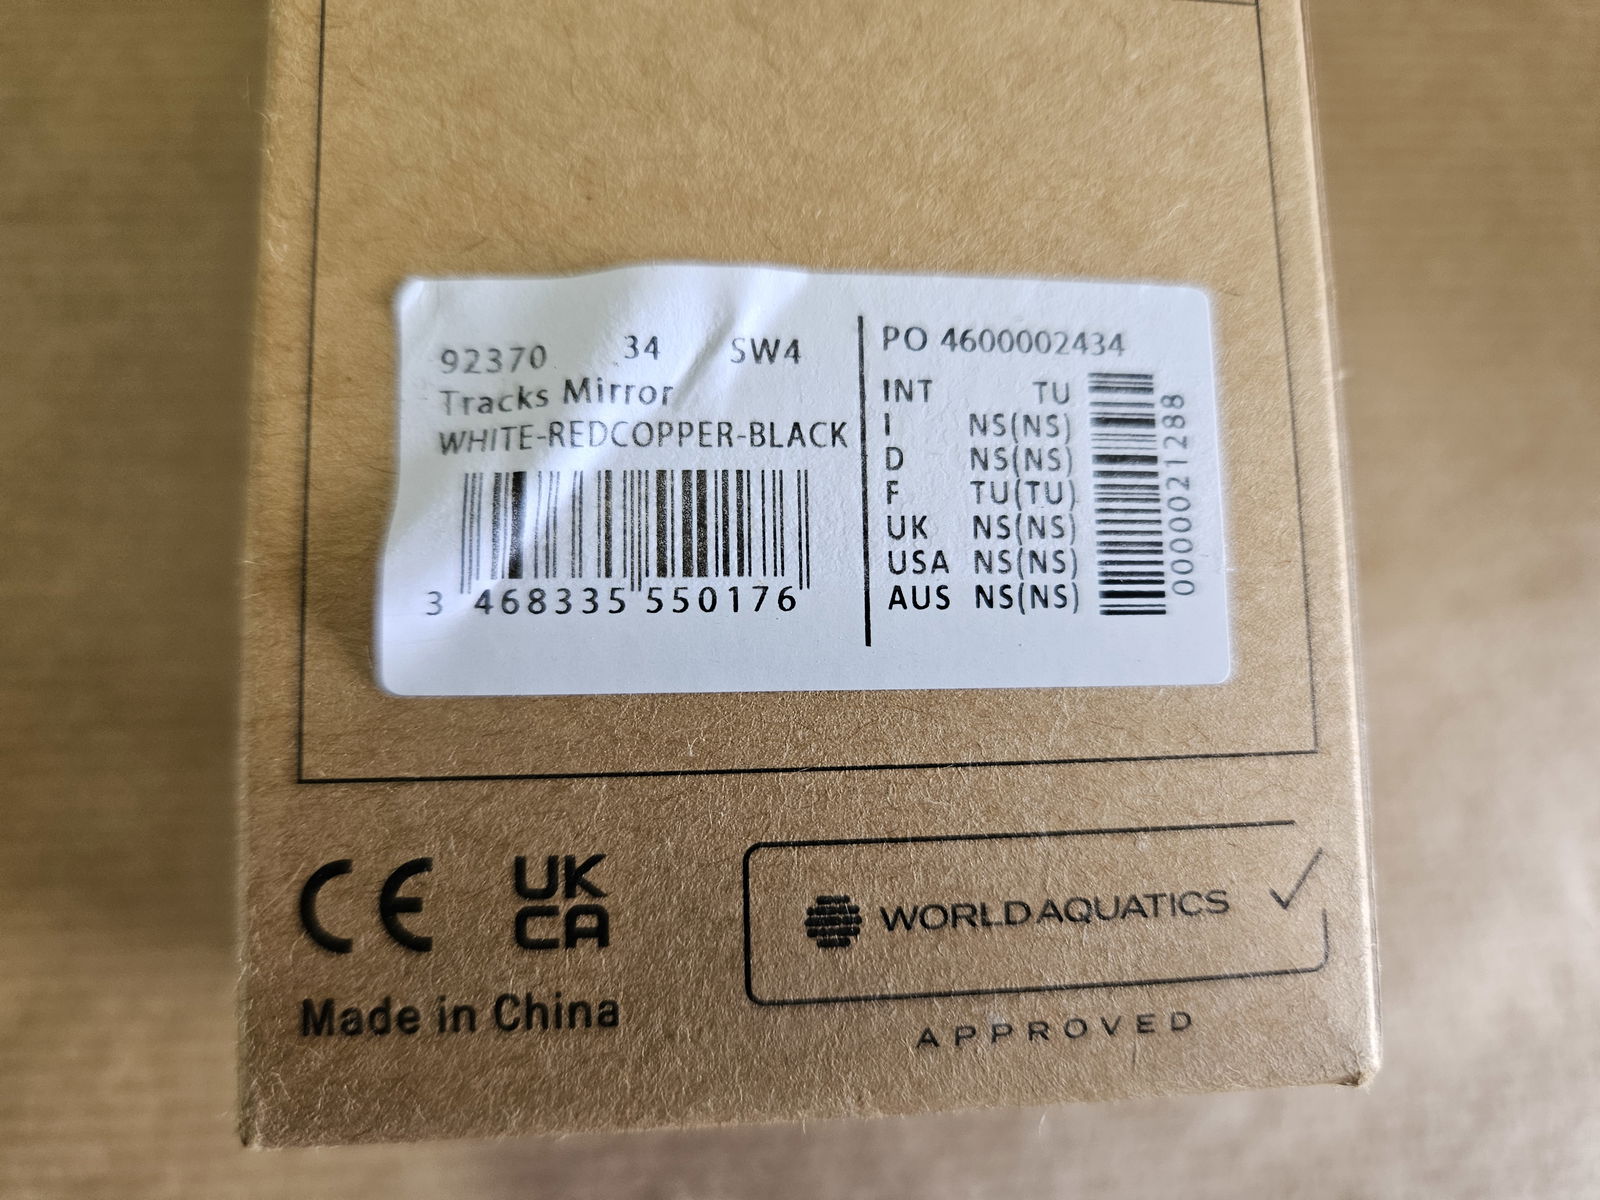 92370 34 SW4
Tracks Mirror
WHITE-REDCOPPER-BLACK
3 468335 550176
PO 4600002434
INT TU
I NS(NS)
D NS(NS)
F TU(TU)
UK NS(NS)
USA NS(NS)
AUS NS(NS)
0000021288
CE
UK
CA
Made in China
WORLD AQUATICS
APPROVED